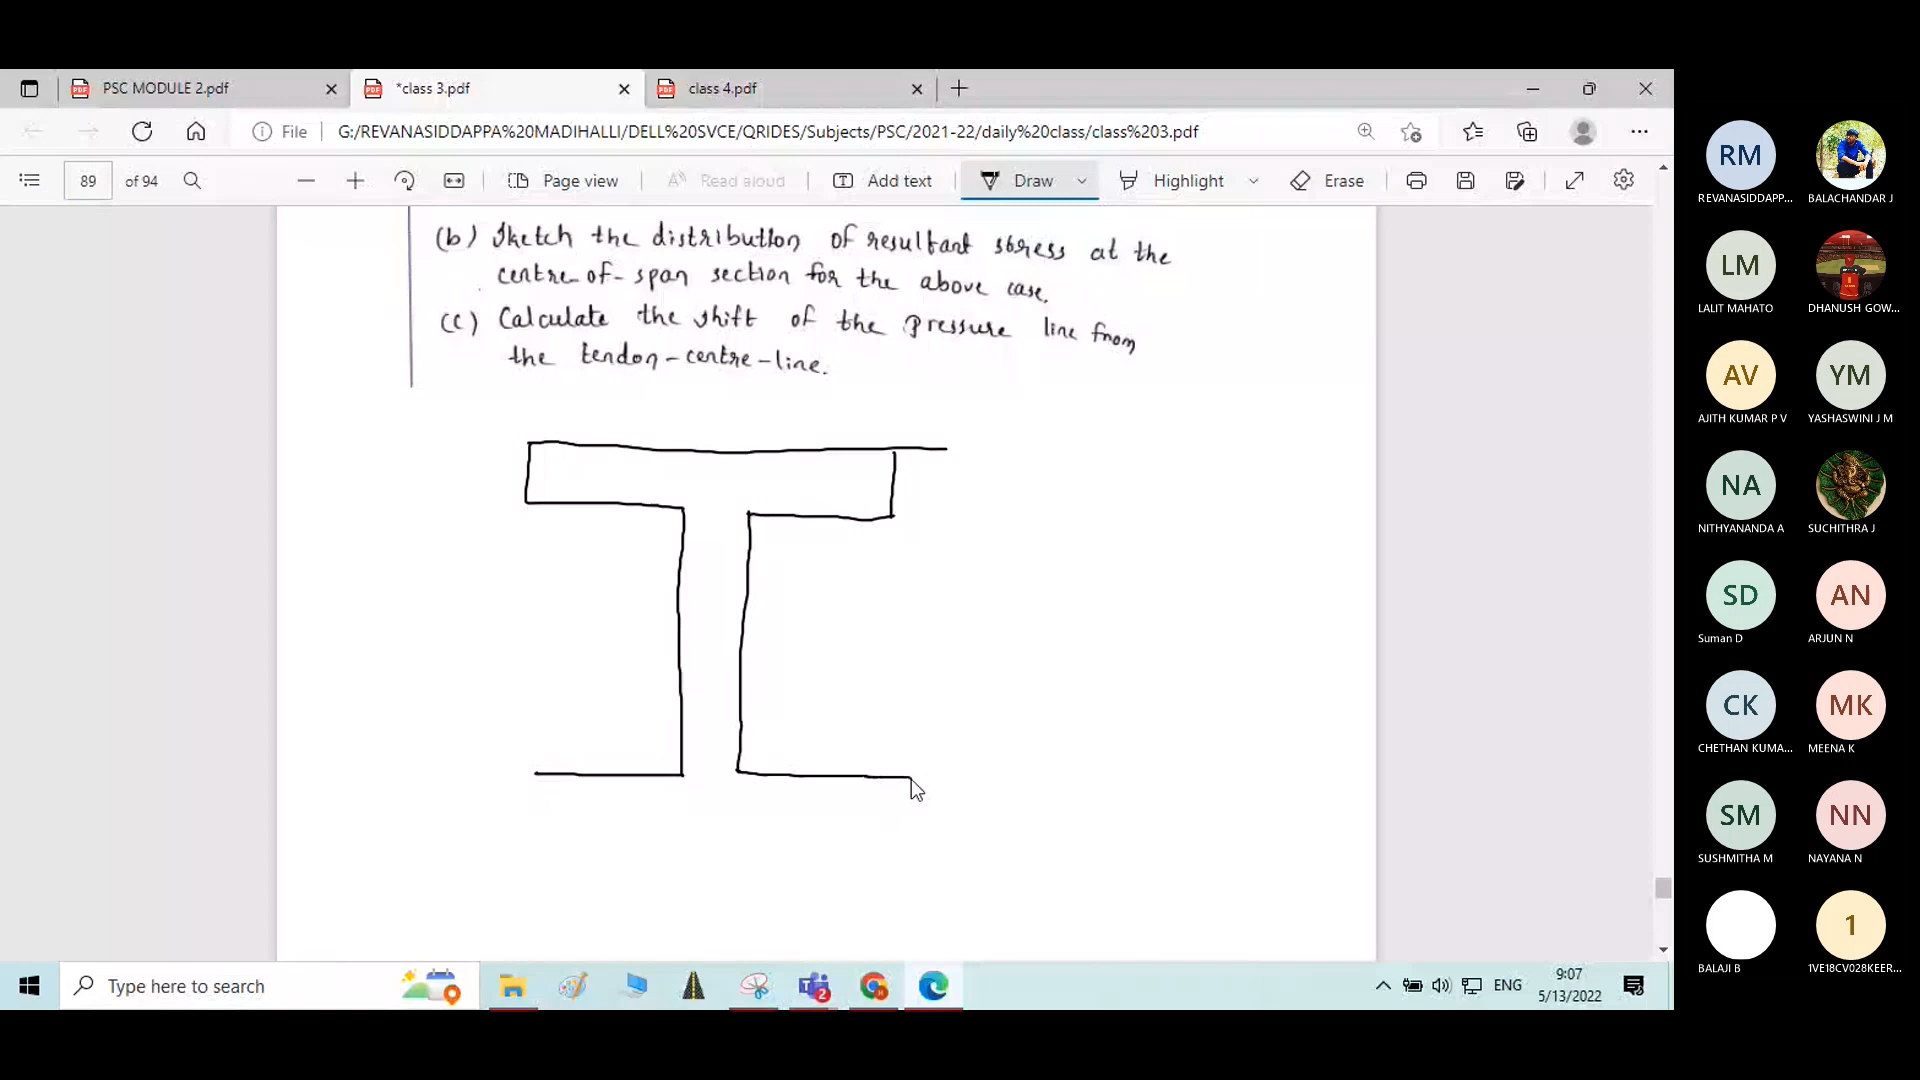 PSC MODULE 2.pdf
*class 3.pdf
class 4.pdf
File
G:/REVANASIDDAPPA%20MADIHALLI/DELL%20SVCE/QRIDES/Subjects/PSC/2021-22/daily%20class/class%203.pdf
89 of 94
Page view
Read aloud
Add text
Draw
Highlight
Erase
(b) Sketch the distribution of resultant stress at the
centre-of-span section for the above case.
(c) Calculate the shift of the pressure line from
the tendon-centre-line.
RM
REVANASIDDAPP...
BALACHANDAR J
LM
LALIT MAHATO
DHANUSH GOW...
AV
AJITH KUMAR P V
YM
YASHASWINI J M
NA
NITHYANANDA A
SUCHITHRA J
SD
Suman D
AN
ARJUN N
CK
CHETHAN KUMA...
MK
MEENA K
SM
SUSHMITHA M
NN
NAYANA N
BALAJI B
1
1VE18CV028KEER...
Type here to search
2
ENG
9:07
5/13/2022